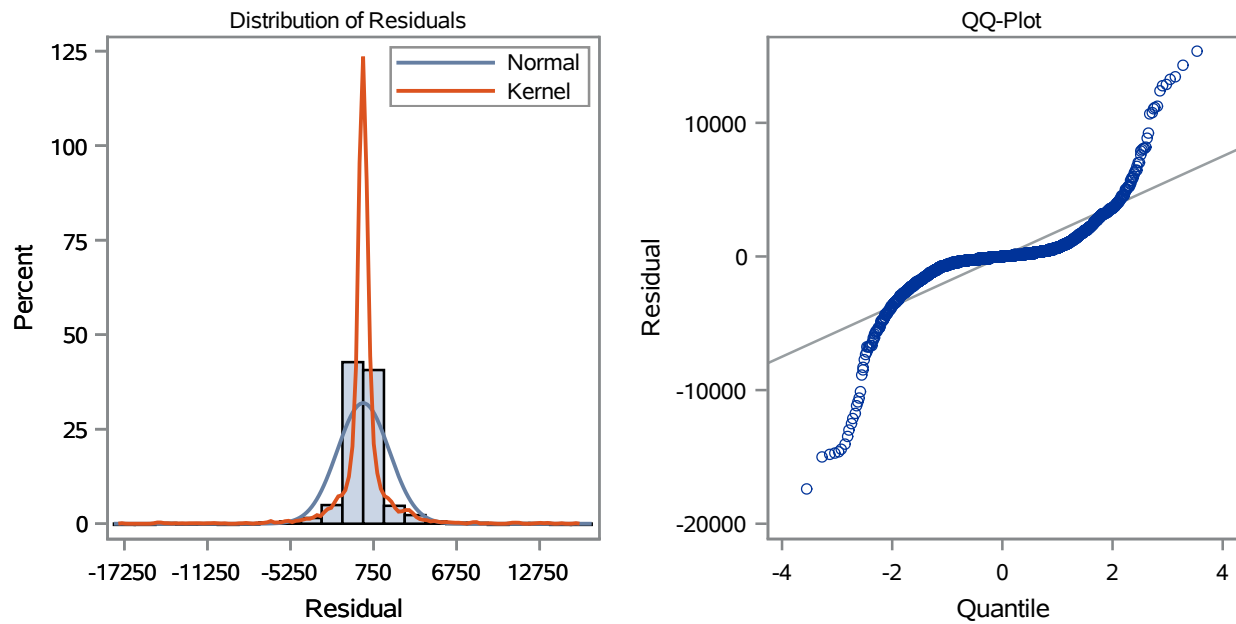 Distribution of Residuals
125
100
75
50
25
0
Percent
Normal
Kernel
-17250 -11250 -5250 750 6750 12750
Residual
QQ-Plot
10000
0
-10000
-20000
Residual
-4 -2 0 2 4
Quantile